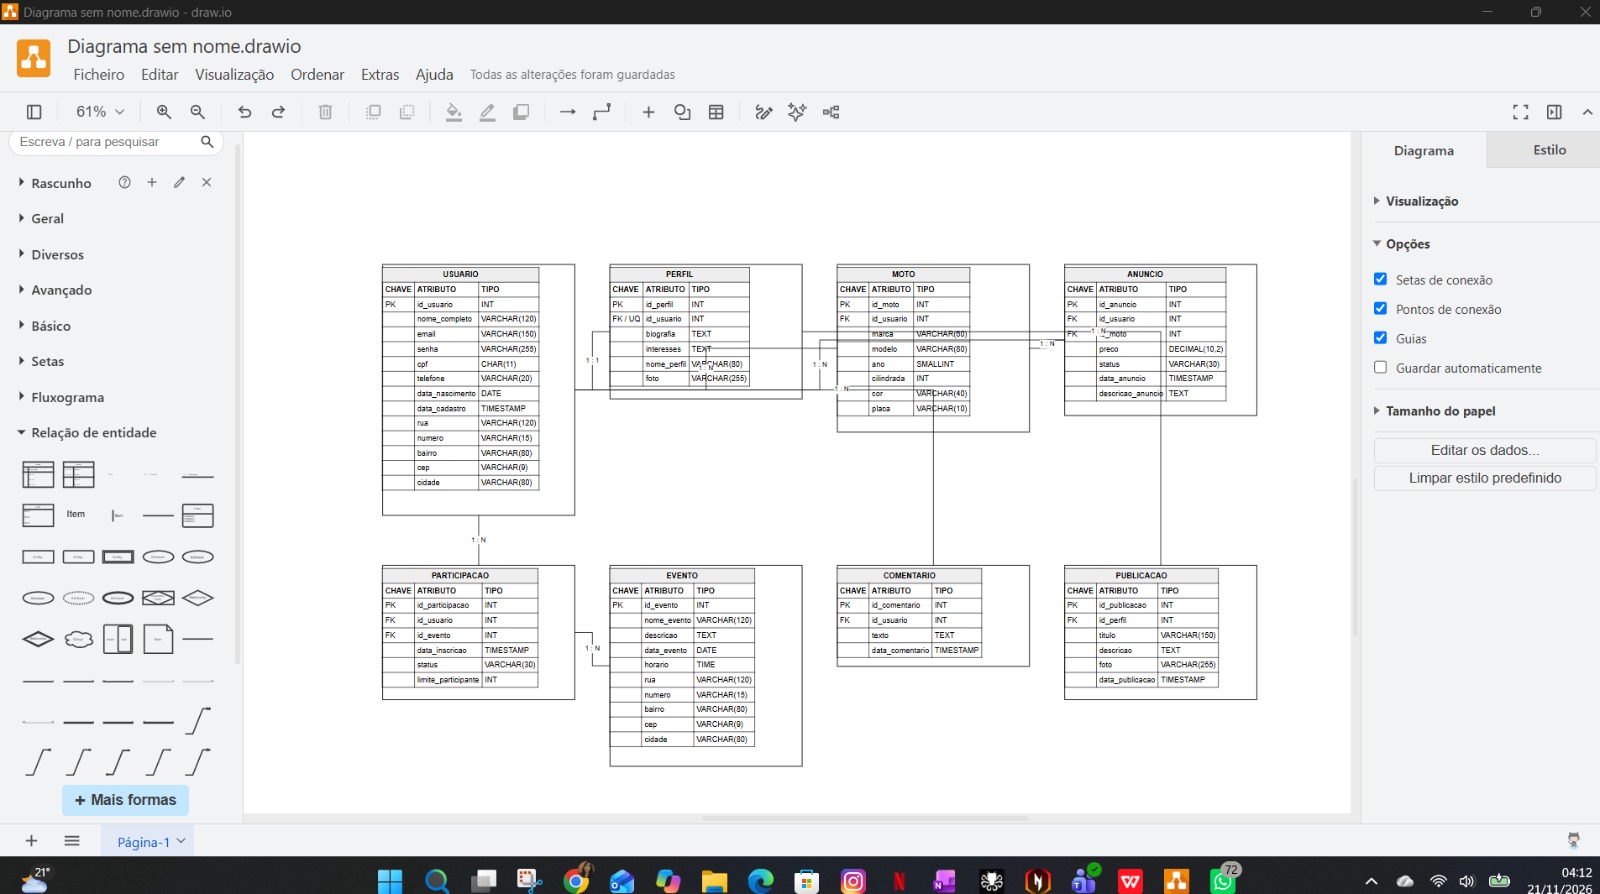 Diagrama sem nome.drawio - draw.io
Diagrama sem nome.drawio
Ficheiro Editar Visualização Ordenar Extras Ajuda Todas as alterações foram guardadas
61%
Escreva / para pesquisar
Rascunho
Geral
Diversos
Avançado
Básico
Setas
Fluxograma
Relação de entidade
Item
+ Mais formas
USUARIO
CHAVE ATRIBUTO TIPO
PK id_usuario INT
nome_completo VARCHAR(120)
email VARCHAR(150)
senha VARCHAR(255)
cpf CHAR(11)
telefone VARCHAR(20)
data_nascimento DATE
data_cadastro TIMESTAMP
rua VARCHAR(120)
numero VARCHAR(15)
bairro VARCHAR(80)
cep VARCHAR(9)
cidade VARCHAR(80)
PERFIL
CHAVE ATRIBUTO TIPO
PK id_perfil INT
FK / UQ id_usuario INT
biografia TEXT
interesses TEXT
nome_perfil VARCHAR(80)
foto VARCHAR(255)
MOTO
CHAVE ATRIBUTO TIPO
PK id_moto INT
FK id_usuario INT
marca VARCHAR(60)
modelo VARCHAR(80)
ano SMALLINT
cilindrada INT
cor VARCHAR(40)
placa VARCHAR(10)
ANUNCIO
CHAVE ATRIBUTO TIPO
PK id_anuncio INT
FK id_usuario INT
FK id_moto INT
preco DECIMAL(10,2)
status VARCHAR(30)
data_anuncio TIMESTAMP
descricao_anuncio TEXT
1 : 1
1 : N
1 : N
1 : N
1 : N
1 : N
1 : N
PARTICIPACAO
CHAVE ATRIBUTO TIPO
PK id_participacao INT
FK id_usuario INT
FK id_evento INT
data_inscricao TIMESTAMP
status VARCHAR(30)
limite_participante INT
1 : N
EVENTO
CHAVE ATRIBUTO TIPO
PK id_evento INT
nome_evento VARCHAR(120)
descricao TEXT
data_evento DATE
horario TIME
rua VARCHAR(120)
numero VARCHAR(15)
bairro VARCHAR(80)
cep VARCHAR(9)
cidade VARCHAR(80)
COMENTARIO
CHAVE ATRIBUTO TIPO
PK id_comentario INT
FK id_usuario INT
texto TEXT
data_comentario TIMESTAMP
PUBLICACAO
CHAVE ATRIBUTO TIPO
PK id_publicacao INT
FK id_perfil INT
titulo VARCHAR(150)
descricao TEXT
foto VARCHAR(255)
data_publicacao TIMESTAMP
Diagrama Estilo
Visualização
Opções
Setas de conexão
Pontos de conexão
Guias
Guardar automaticamente
Tamanho do papel
Editar os dados...
Limpar estilo predefinido
Página-1
21°
72
04:12
21/11/2026